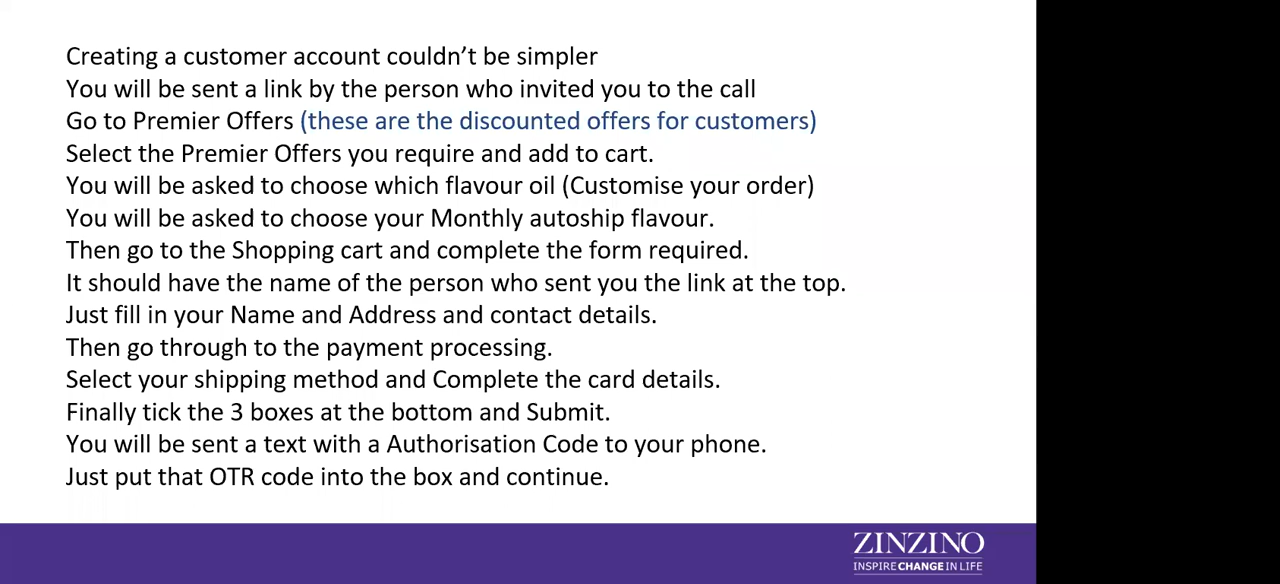 Creating a customer account couldn’t be simpler
You will be sent a link by the person who invited you to the call
Go to Premier Offers (these are the discounted offers for customers)
Select the Premier Offers you require and add to cart.
You will be asked to choose which flavour oil (Customise your order)
You will be asked to choose your Monthly autoship flavour.
Then go to the Shopping cart and complete the form required.
It should have the name of the person who sent you the link at the top.
Just fill in your Name and Address and contact details.
Then go through to the payment processing.
Select your shipping method and Complete the card details.
Finally tick the 3 boxes at the bottom and Submit.
You will be sent a text with a Authorisation Code to your phone.
Just put that OTR code into the box and continue.
ZINZINO
INSPIRE CHANGE IN LIFE